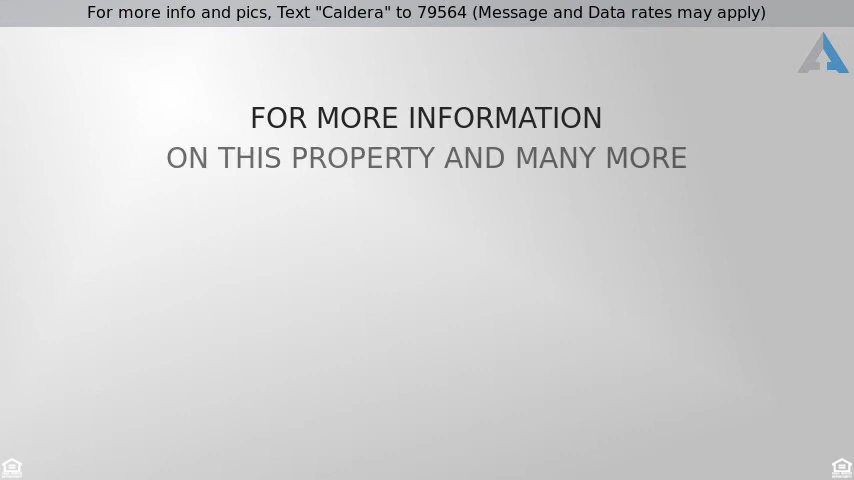 For more info and pics, Text "Caldera" to 79564 (Message and Data rates may apply)
FOR MORE INFORMATION
ON THIS PROPERTY AND MANY MORE